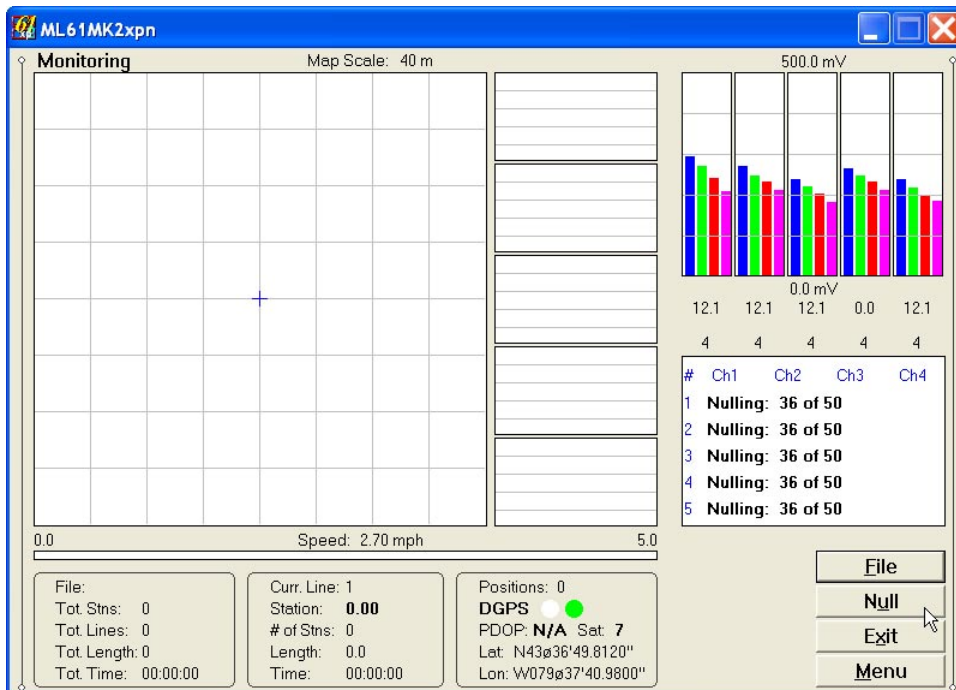 ML61MK2xpn
Monitoring
Map Scale: 40 m
500.0 mV
0.0 mV
12.1 12.1 12.1 0.0 12.1
4 4 4 4 4
# Ch1 Ch2 Ch3 Ch4
1 Nulling: 36 of 50
2 Nulling: 36 of 50
3 Nulling: 36 of 50
4 Nulling: 36 of 50
5 Nulling: 36 of 50
0.0 Speed: 2.70 mph 5.0
File:
Tot. Stns: 0
Tot. Lines: 0
Tot. Length: 0
Tot. Time: 00:00:00
Curr. Line: 1
Station: 0.00
# of Stns: 0
Length: 0.0
Time: 00:00:00
Positions: 0
DGPS
PDOP: N/A Sat: 7
Lat: N43ø36'49.8120"
Lon: W079ø37'40.9800"
File
Null
Exit
Menu